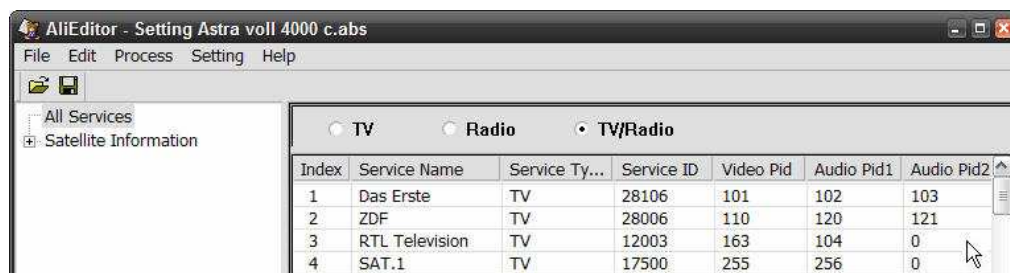 AliEditor - Setting Astra voll 4000 c.abs
File Edit Process Setting Help
All Services
Satellite Information
TV Radio TV/Radio
Index Service Name Service Ty... Service ID Video Pid Audio Pid1 Audio Pid2
1 Das Erste TV 28106 101 102 103
2 ZDF TV 28006 110 120 121
3 RTL Television TV 12003 163 104 0
4 SAT.1 TV 17500 255 256 0